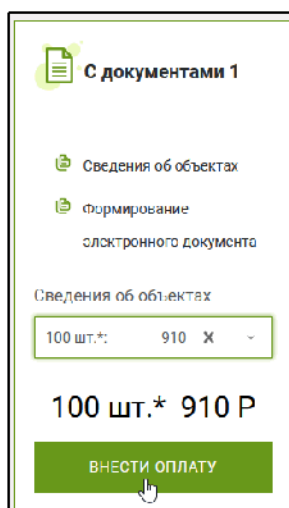 С документами 1
Сведения об объектах
Формирование
электронного документа
Сведения об объектах
100 шт.*: 910 X
100 шт.* 910 Р
ВНЕСТИ ОПЛАТУ